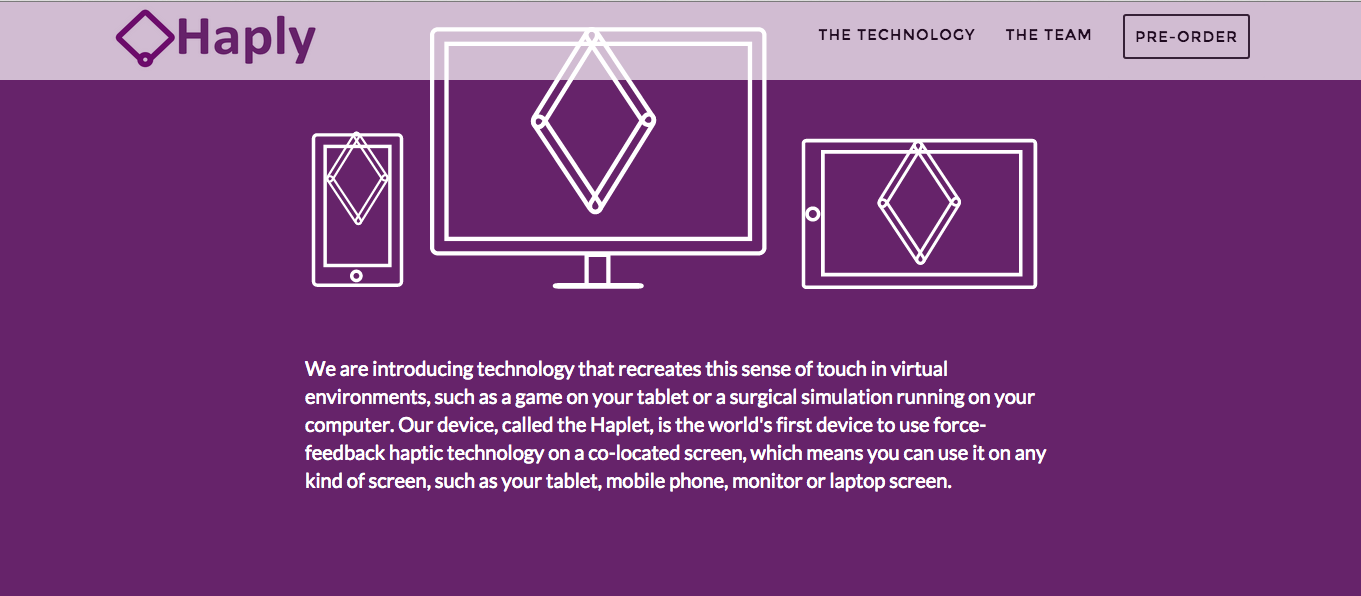 Haply
THE TECHNOLOGY
THE TEAM
PRE-ORDER
We are introducing technology that recreates this sense of touch in virtual
environments, such as a game on your tablet or a surgical simulation running on your
computer. Our device, called the Haplet, is the world's first device to use force-
feedback haptic technology on a co-located screen, which means you can use it on any
kind of screen, such as your tablet, mobile phone, monitor or laptop screen.